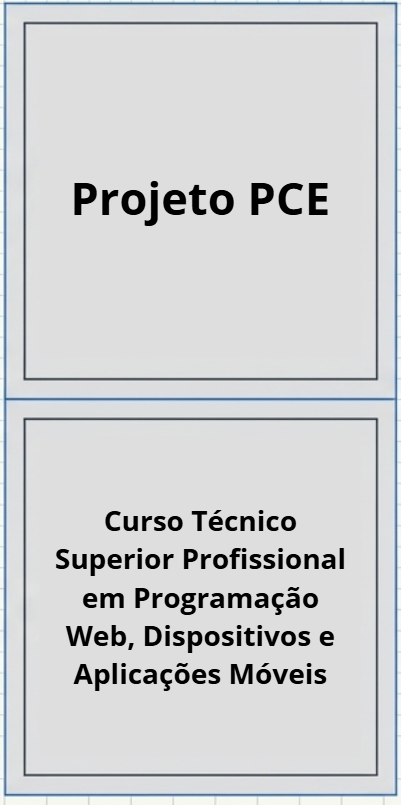 Projeto PCE
Curso Técnico
Superior Profissional
em Programação
Web, Dispositivos e
Aplicações Móveis